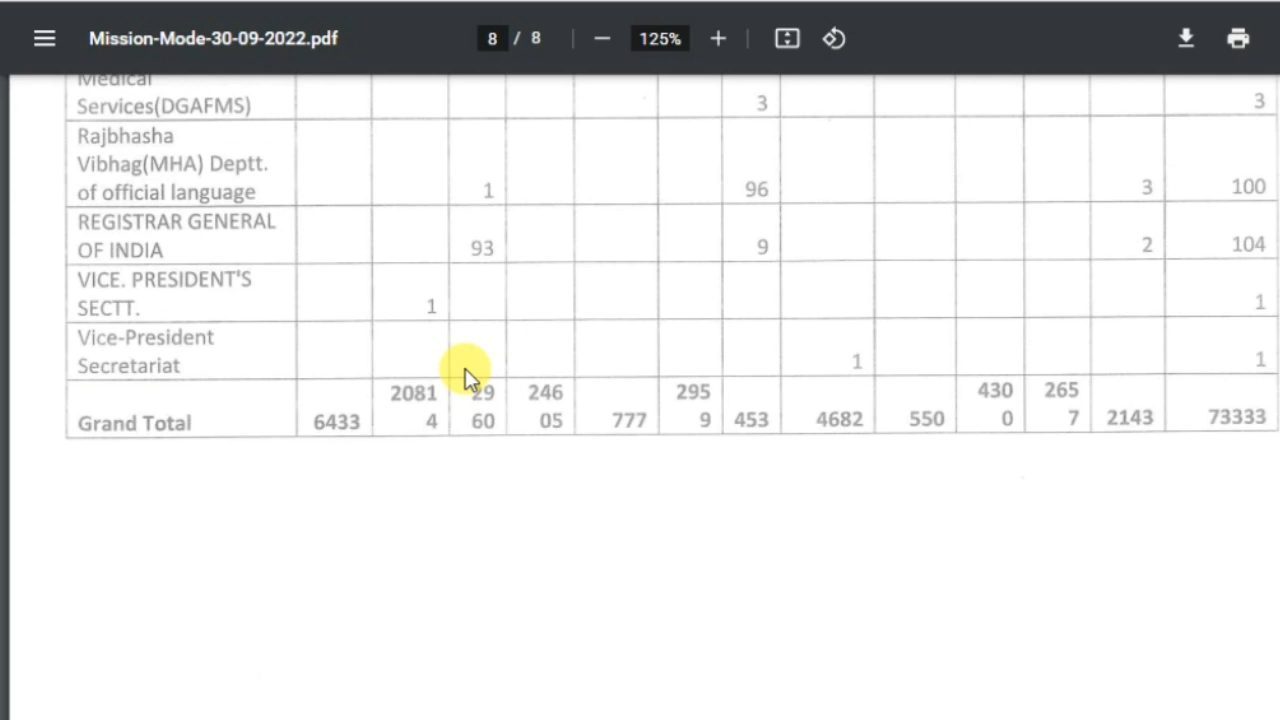 Mission-Mode-30-09-2022.pdf 8 / 8 125%
Medical
Services(DGAFMS) 3 3
Rajbhasha
Vibhag(MHA) Deptt.
of official language 1 96 3 100
REGISTRAR GENERAL
OF INDIA 93 9 2 104
VICE. PRESIDENT'S
SECTT. 1 1
Vice-President
Secretariat 1 1
2081 29 246 295 430 265
Grand Total 6433 4 60 05 777 9 453 4682 550 0 7 2143 73333